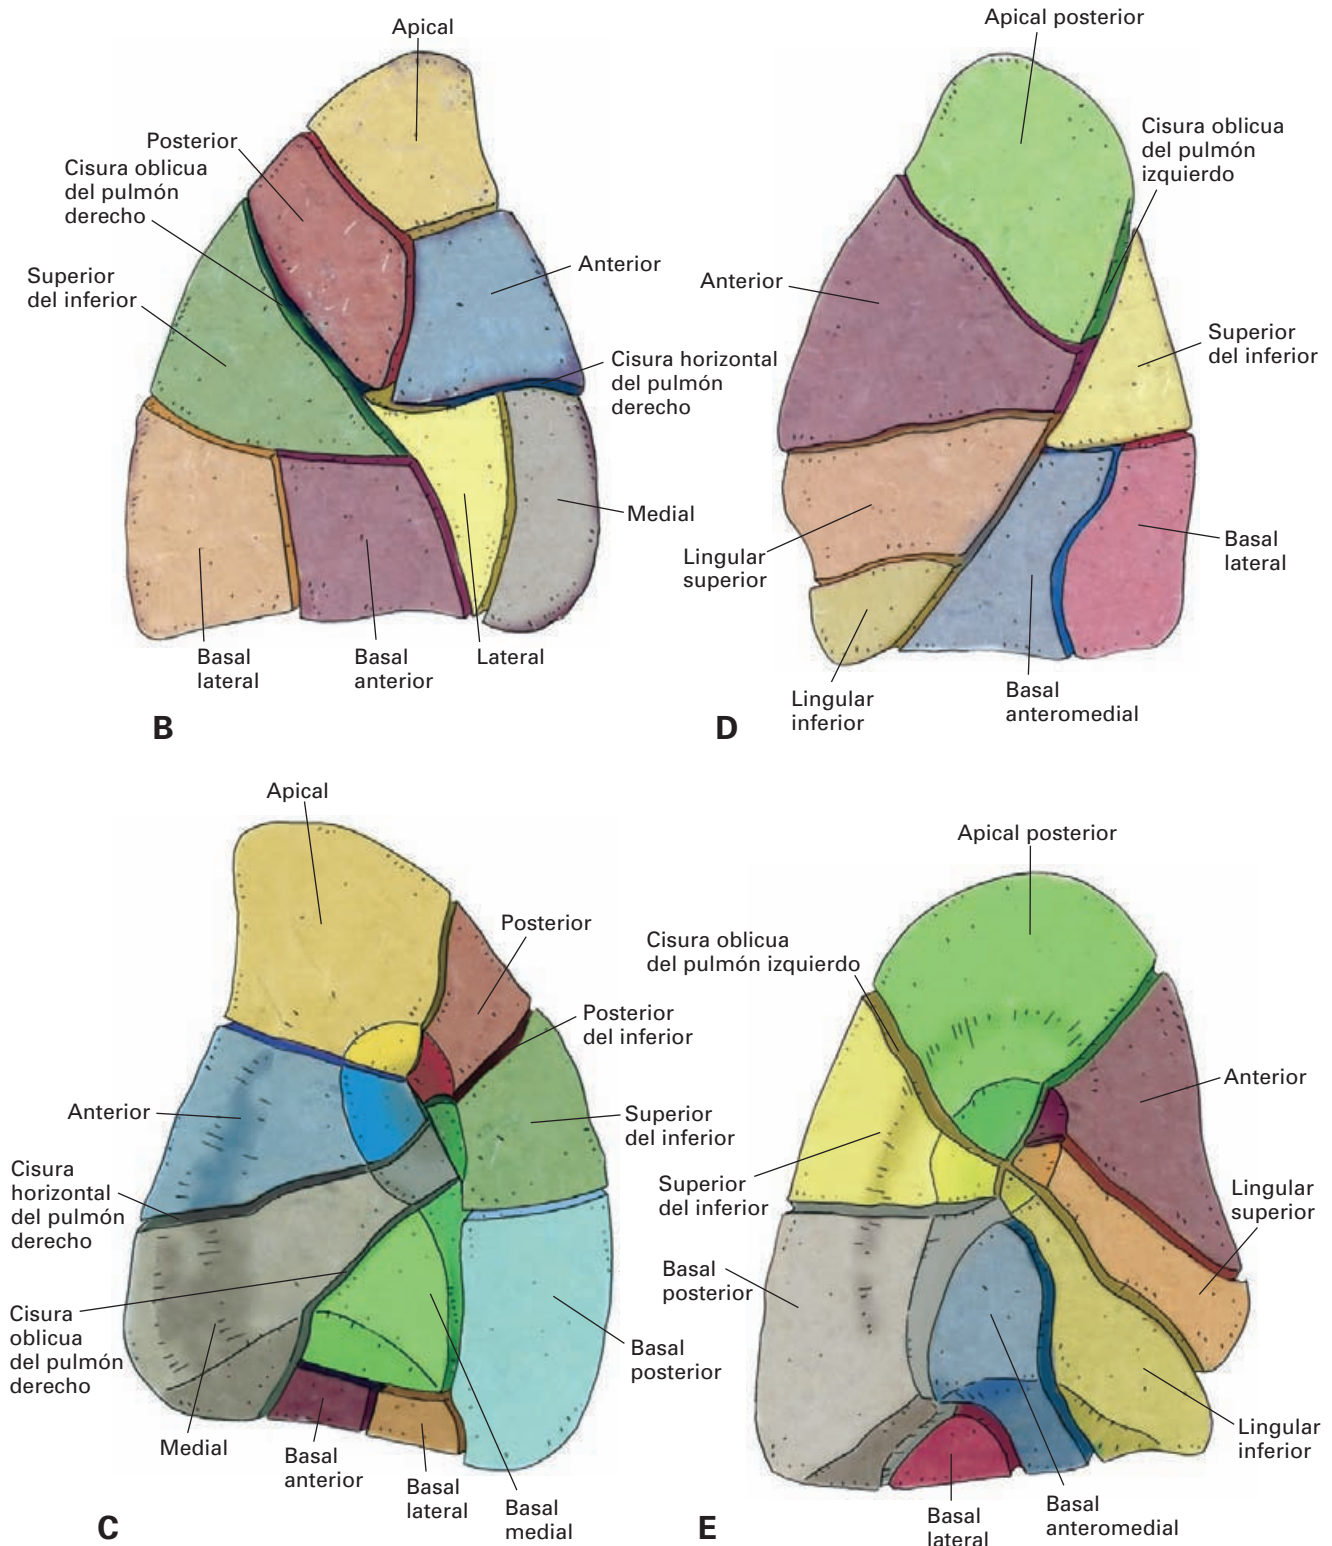 Apical
Posterior
Cisura oblicua
del pulmón
derecho
Superior
del inferior
Anterior
Cisura horizontal
del pulmón
derecho
Medial
Basal
lateral
Basal
anterior
Lateral
B
Apical posterior
Cisura oblicua
del pulmón
izquierdo
Anterior
Superior
del inferior
Lingular
superior
Basal
lateral
Lingular
inferior
Basal
anteromedial
D
Apical
Posterior
Posterior
del inferior
Anterior
Superior
del inferior
Cisura
horizontal
del pulmón
derecho
Cisura
oblicua
del pulmón
derecho
Basal
posterior
Medial
Basal
anterior
Basal
lateral
Basal
medial
C
Apical posterior
Cisura oblicua
del pulmón izquierdo
Anterior
Superior
del inferior
Lingular
superior
Basal
posterior
Lingular
inferior
Basal
lateral
Basal
anteromedial
E